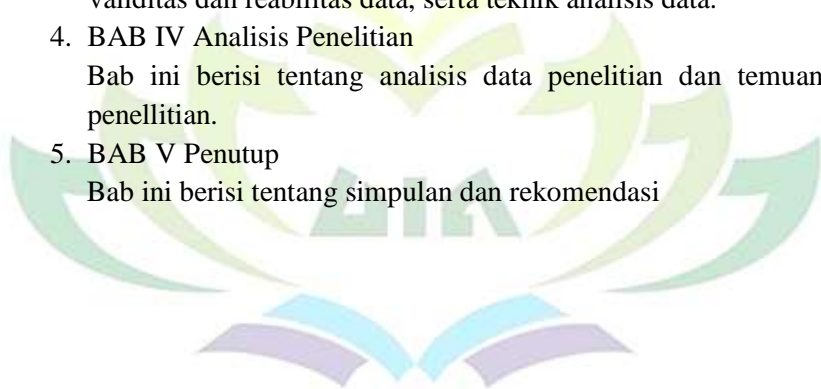 validitas dan reabilitas data, serta teknik analisis data.
4. BAB IV Analisis Penelitian
Bab ini berisi tentang analisis data penelitian dan temuan
penellitian.
5. BAB V Penutup
Bab ini berisi tentang simpulan dan rekomendasi